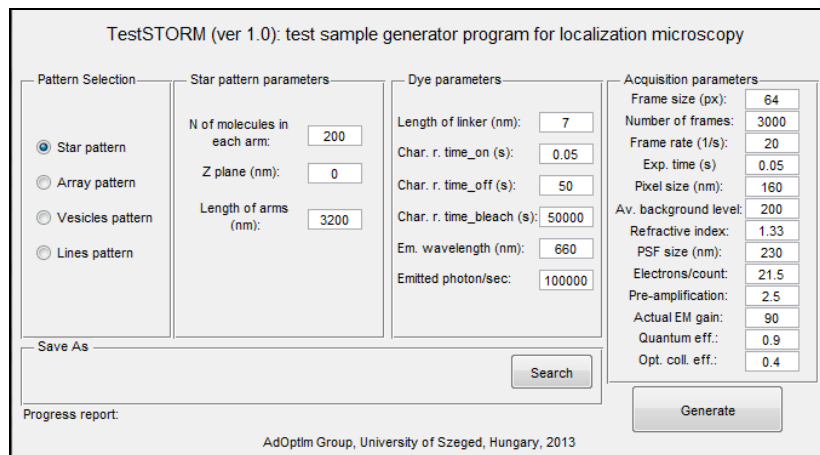 TestSTORM (ver 1.0): test sample generator program for localization microscopy
Pattern Selection
Star pattern
Array pattern
Vesicles pattern
Lines pattern
Star pattern parameters
N of molecules in
each arm: 200
Z plane (nm): 0
Length of arms
(nm): 3200
Dye parameters
Length of linker (nm): 7
Char. r. time_on (s): 0.05
Char. r. time_off (s): 50
Char. r. time_bleach (s): 50000
Em. wavelength (nm): 660
Emitted photon/sec: 100000
Acquisition parameters
Frame size (px): 64
Number of frames: 3000
Frame rate (1/s): 20
Exp. time (s) 0.05
Pixel size (nm): 160
Av. background level: 200
Refractive index: 1.33
PSF size (nm): 230
Electrons/count: 21.5
Pre-amplification: 2.5
Actual EM gain: 90
Quantum eff.: 0.9
Opt. coll. eff.: 0.4
Save As
Search
Progress report:
Generate
AdOptIm Group, University of Szeged, Hungary, 2013